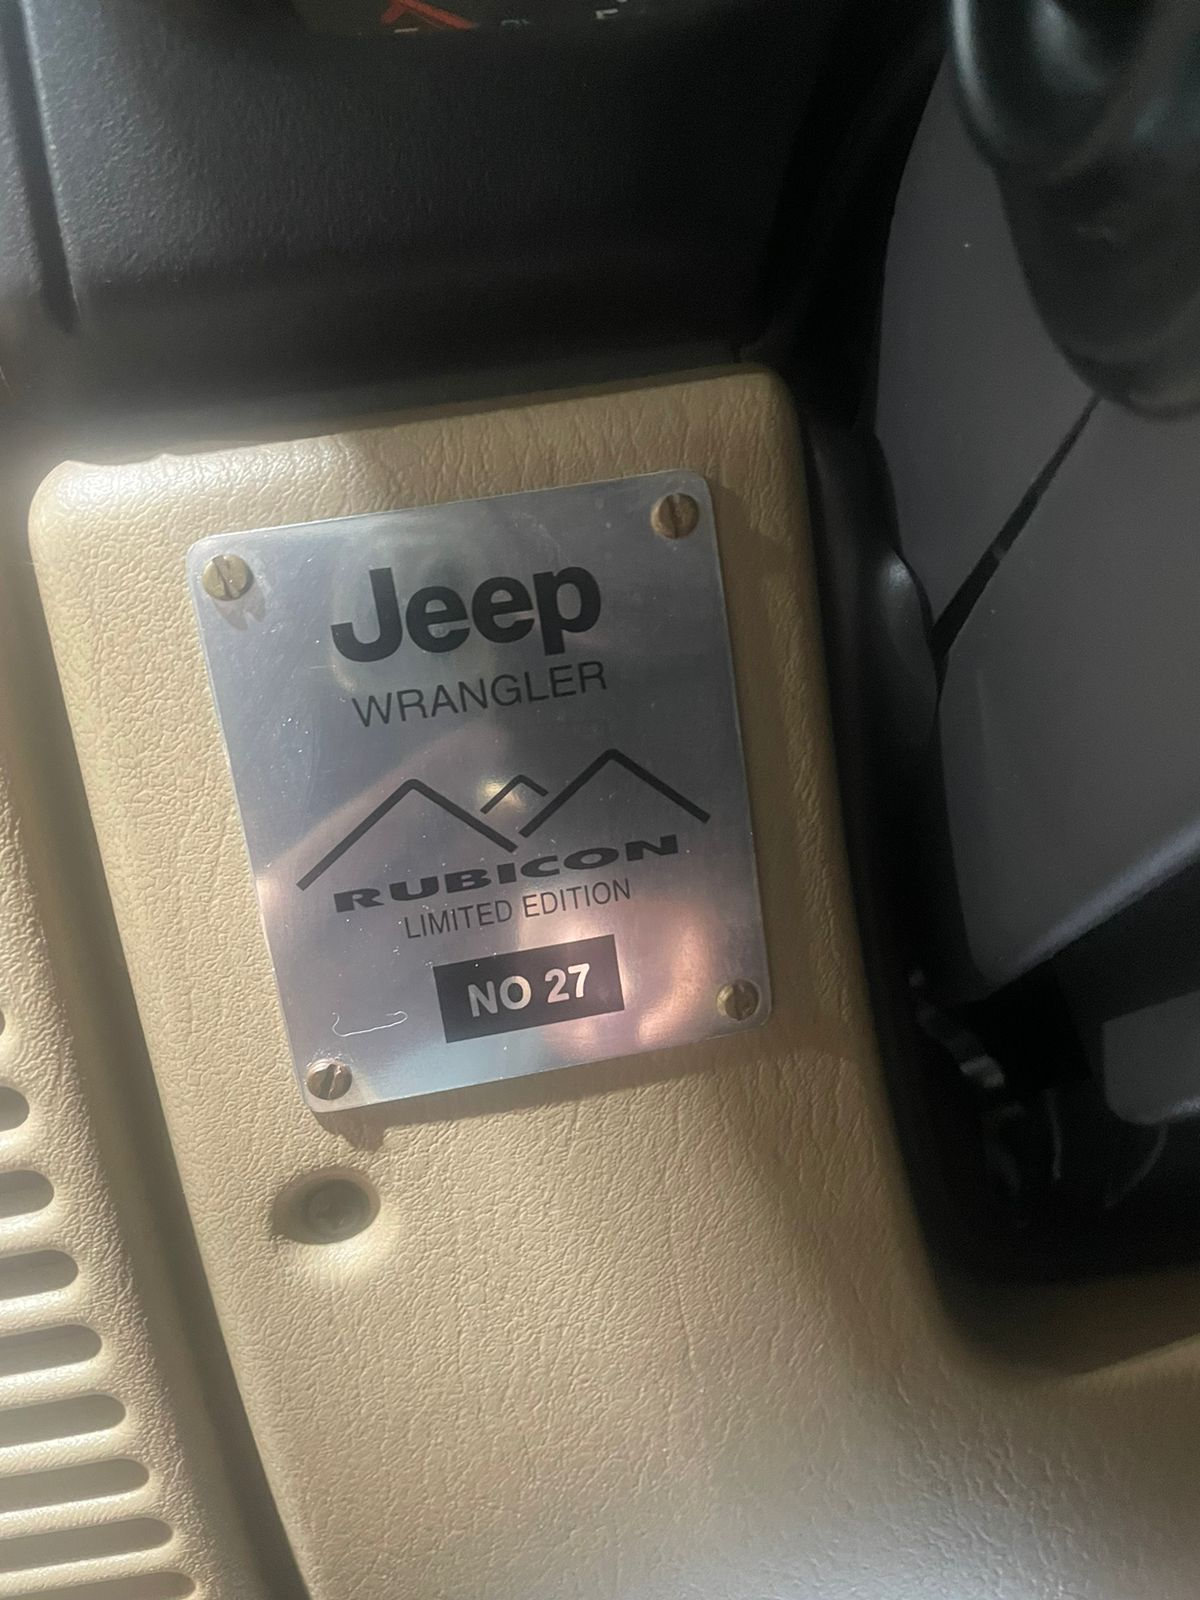 Jeep
WRANGLER
RUBICON
LIMITED EDITION
NO 27